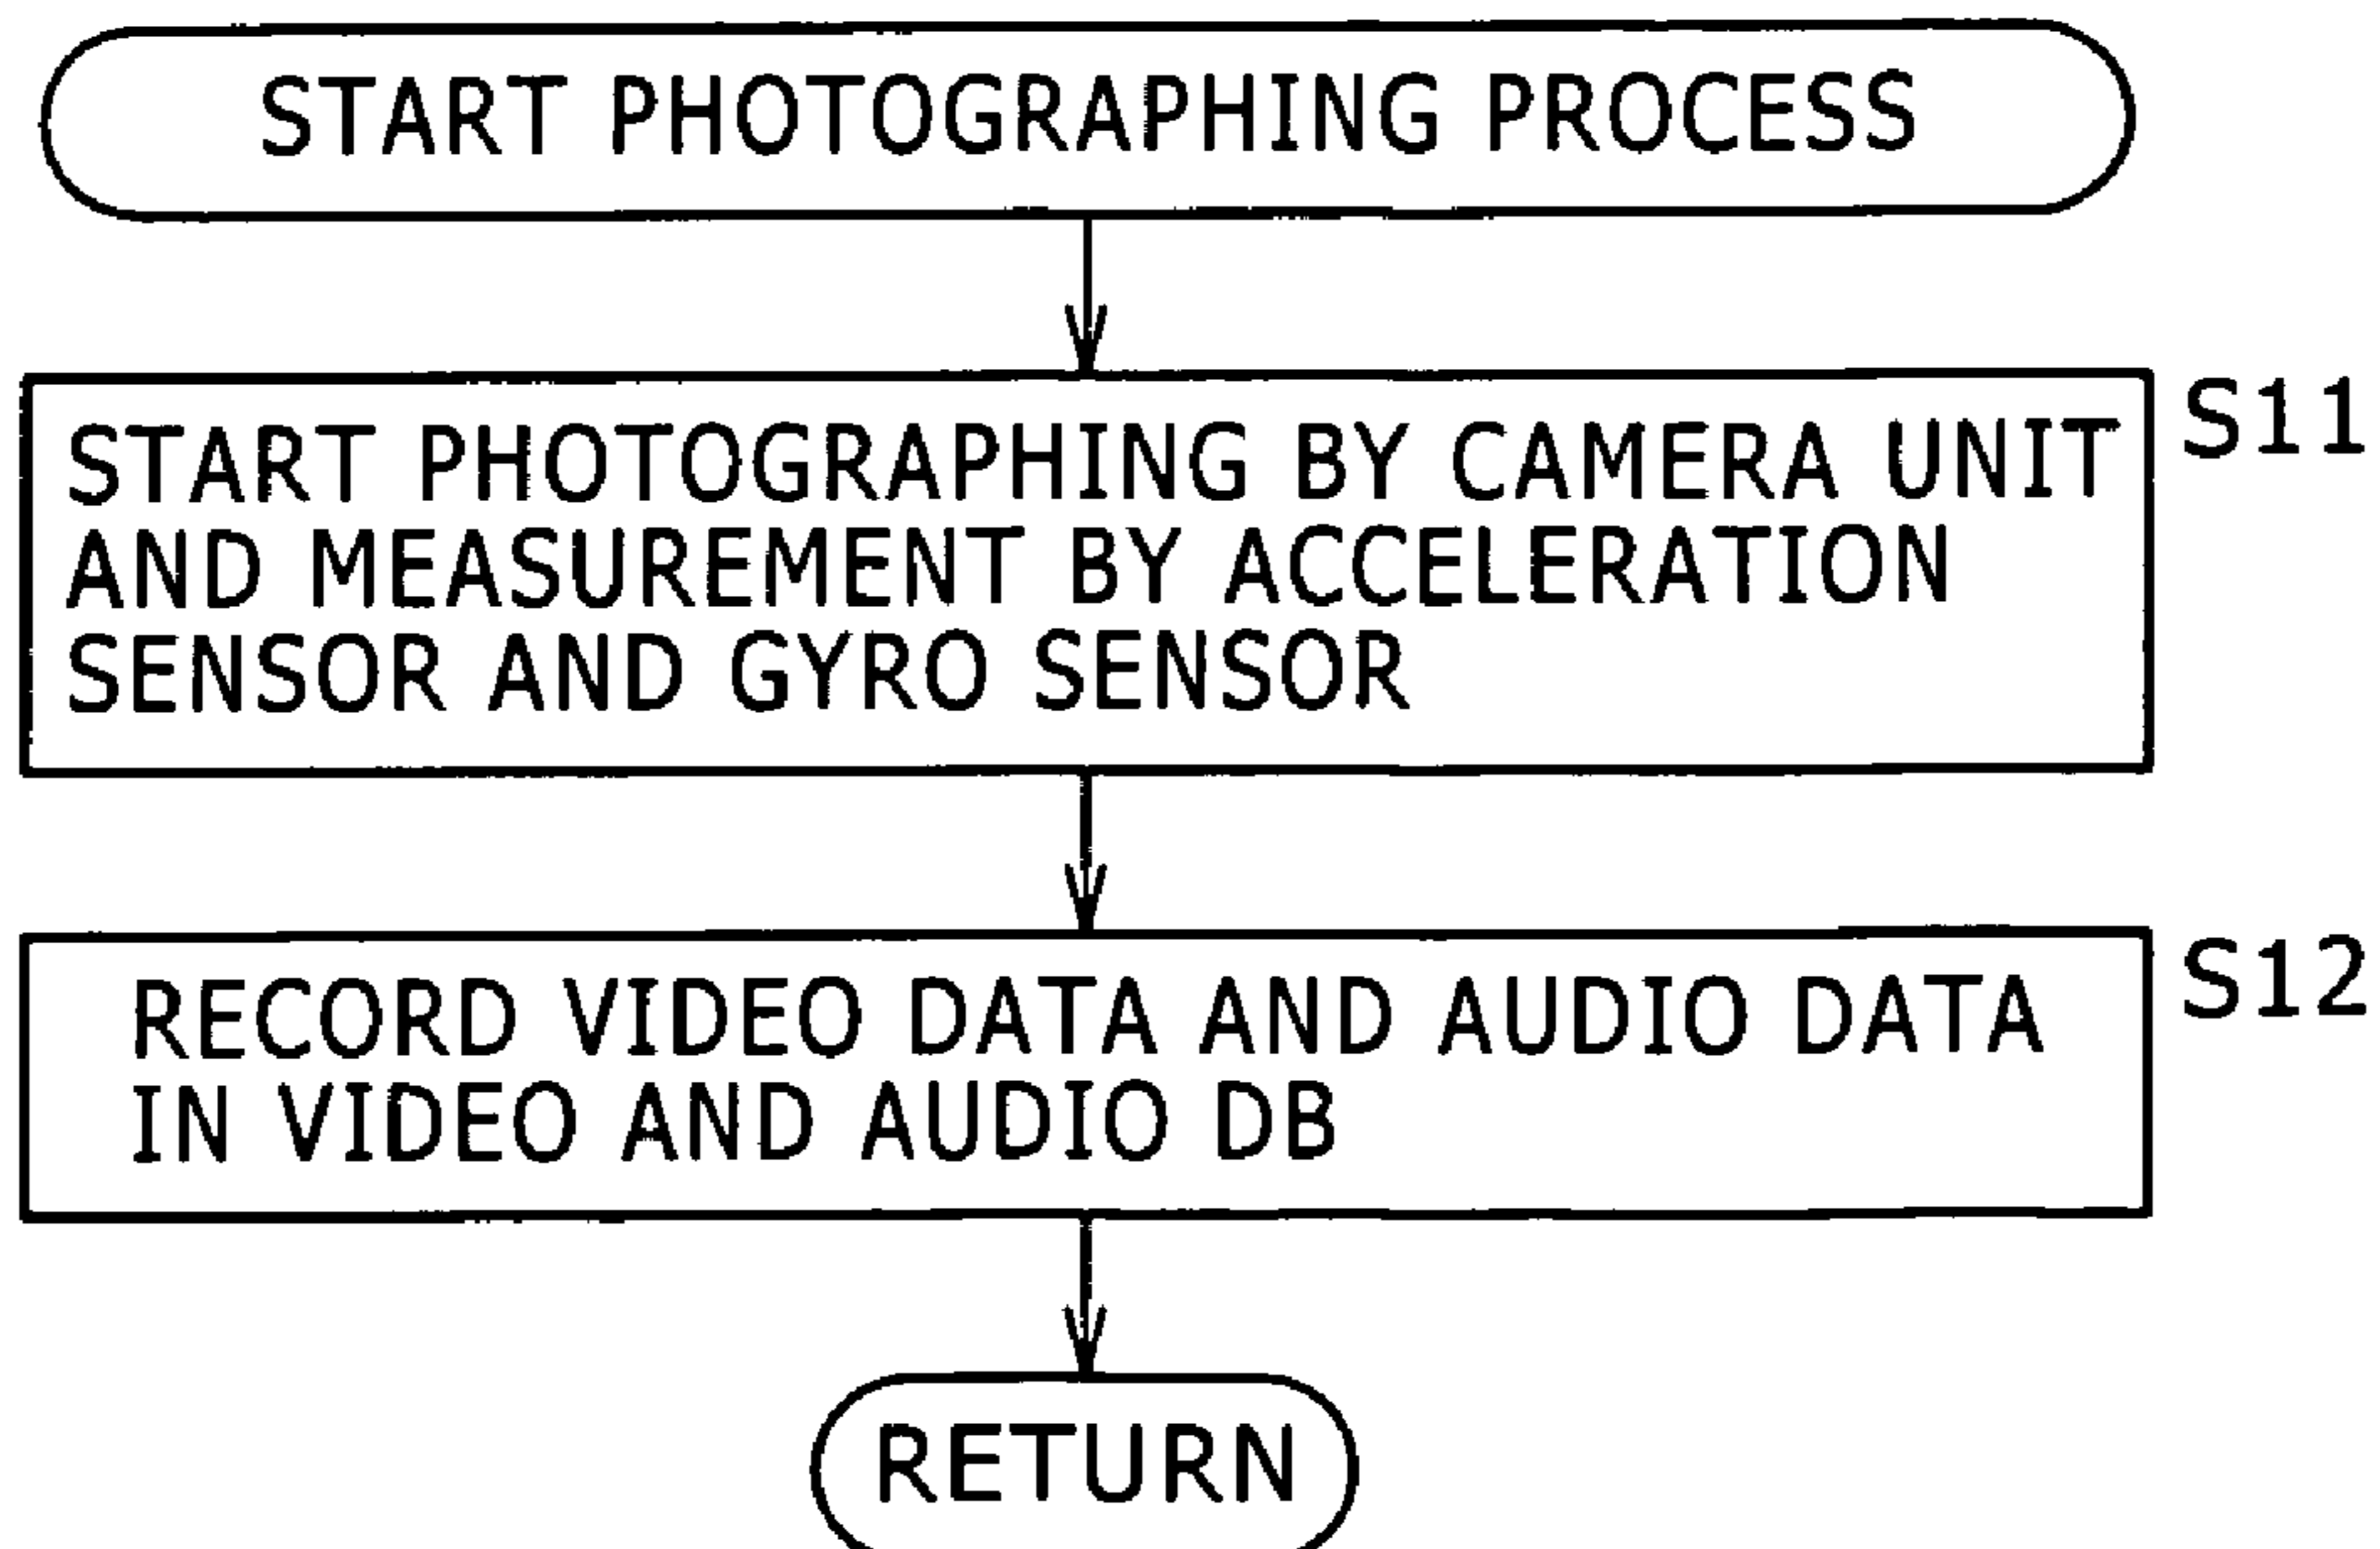 START PHOTOGRAPHING PROCESS
S11
START PHOTOGRAPHING BY CAMERA UNIT
AND MEASUREMENT BY ACCELERATION
SENSOR AND GYRO SENSOR
S12
RECORD VIDEO DATA AND AUDIO DATA
IN VIDEO AND AUDIO DB
RETURN